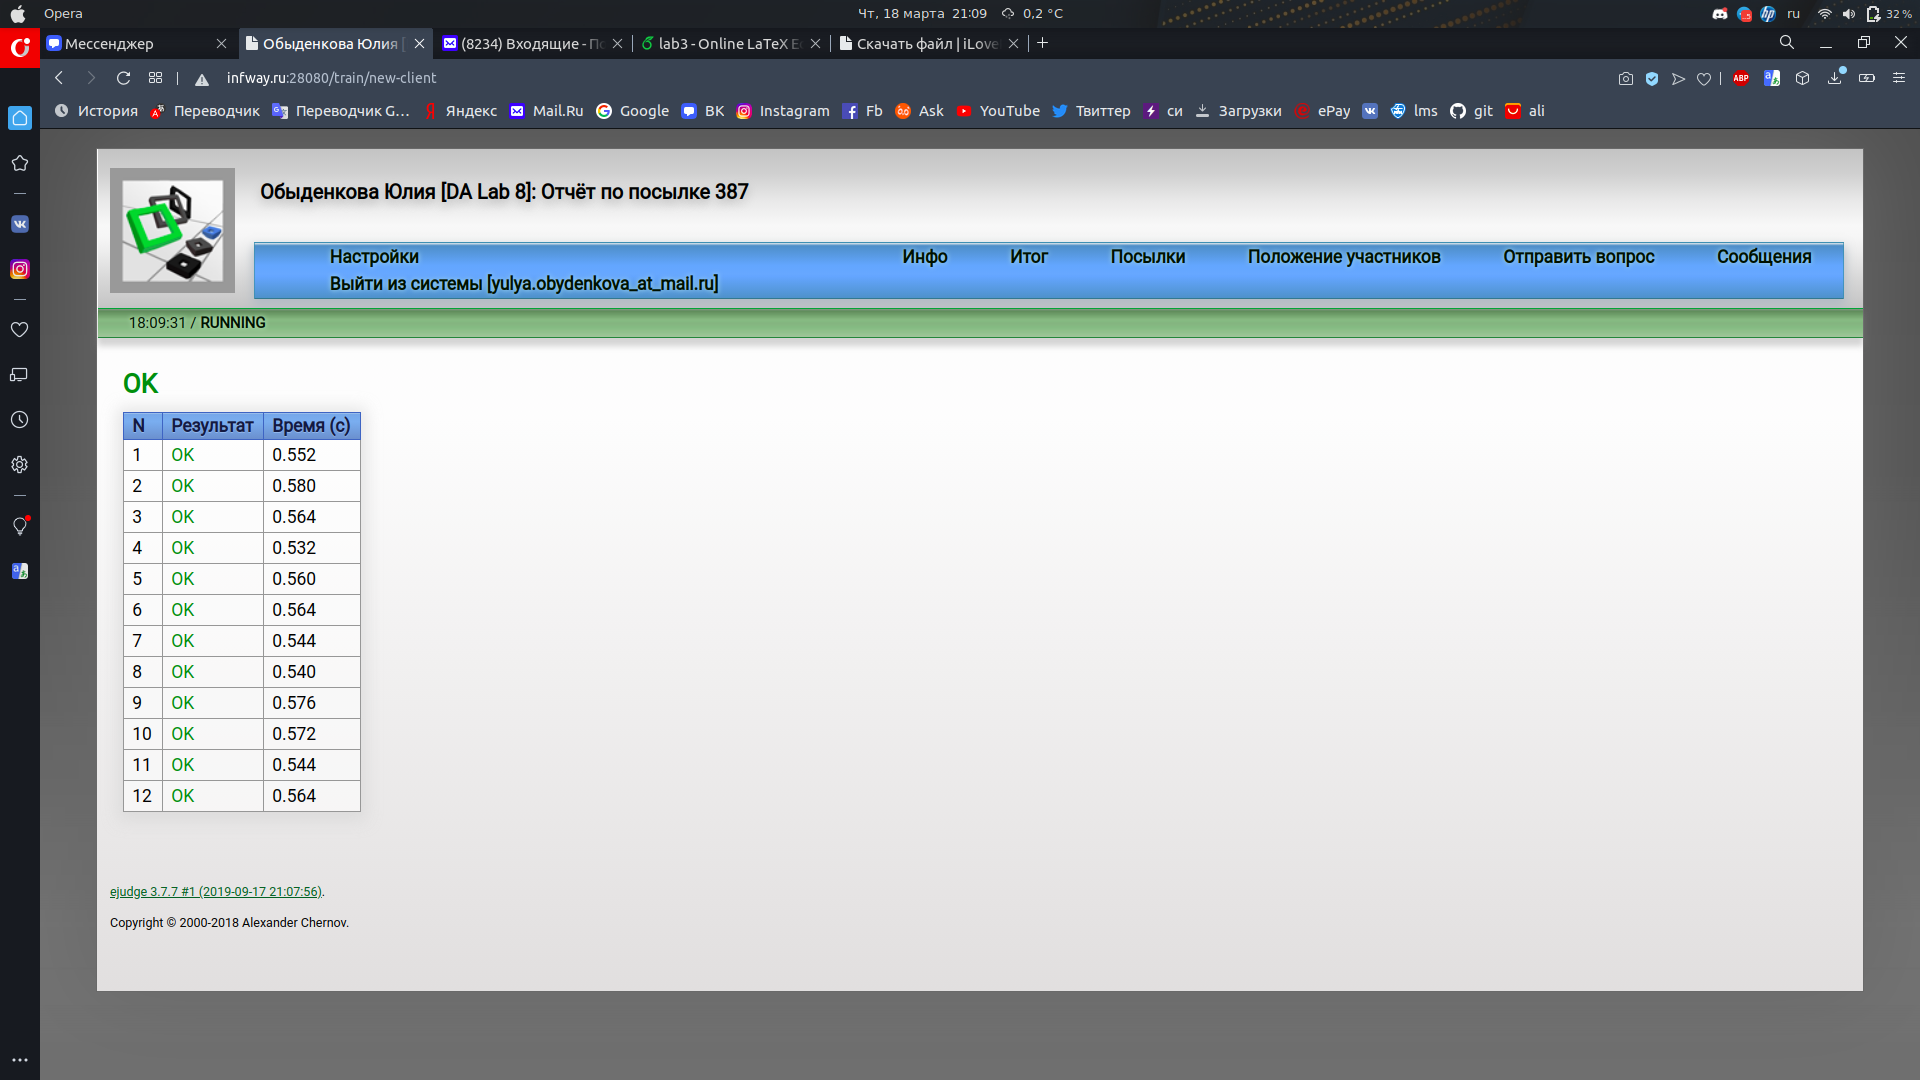 Opera
Чт, 18 марта 21:09 0,2 °C
ru 32 %
Мессенджер
Обыденкова Юлия [
(8234) Входящие - По
lab3 - Online LaTeX E
Скачать файл | iLove
infway.ru:28080/train/new-client
ABP
История Переводчик Переводчик G... Яндекс Mail.Ru Google ВК Instagram Fb Ask YouTube Твиттер си Загрузки ePay lms git ali
Обыденкова Юлия [DA Lab 8]: Отчёт по посылке 387
Настройки Инфо Итог Посылки Положение участников Отправить вопрос Сообщения
Выйти из системы [yulya.obydenkova_at_mail.ru]
18:09:31 / RUNNING
OK
N Результат Время (с)
1 OK 0.552
2 OK 0.580
3 OK 0.564
4 OK 0.532
5 OK 0.560
6 OK 0.564
7 OK 0.544
8 OK 0.540
9 OK 0.576
10 OK 0.572
11 OK 0.544
12 OK 0.564
ejudge 3.7.7 #1 (2019-09-17 21:07:56).
Copyright © 2000-2018 Alexander Chernov.